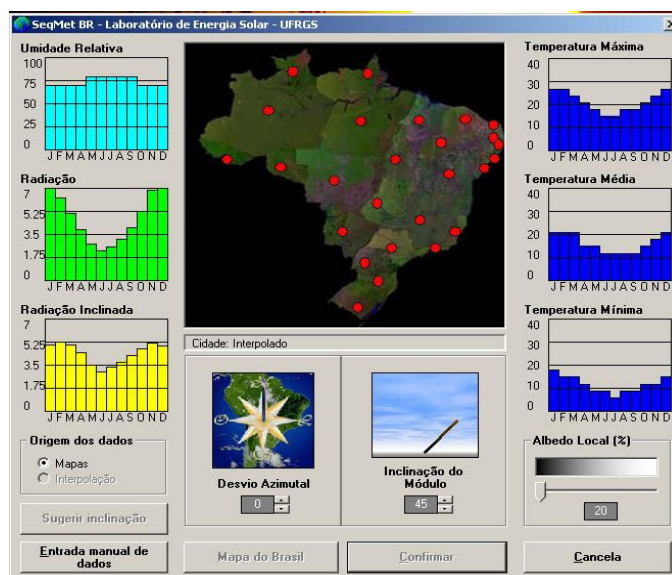 SeqMet BR - Laboratório de Energia Solar - UFRGS
Umidade Relativa
100
75
50
25
0
J F M A M J J A S O N D
Radiação
7
5.25
3.5
1.75
0
J F M A M J J A S O N D
Radiação Inclinada
7
5.25
3.5
1.75
0
J F M A M J J A S O N D
Origem dos dados
Mapas
Interpolação
Sugerir inclinação
Entrada manual de
dados
Cidade: Interpolado
Desvio Azimutal
0
Inclinação do
Módulo
45
Mapa do Brasil
Confirmar
Temperatura Máxima
40
30
20
10
0
J F M A M J J A S O N D
Temperatura Média
40
30
20
10
0
J F M A M J J A S O N D
Temperatura Mínima
40
30
20
10
0
J F M A M J J A S O N D
Albedo Local (%)
20
Cancela